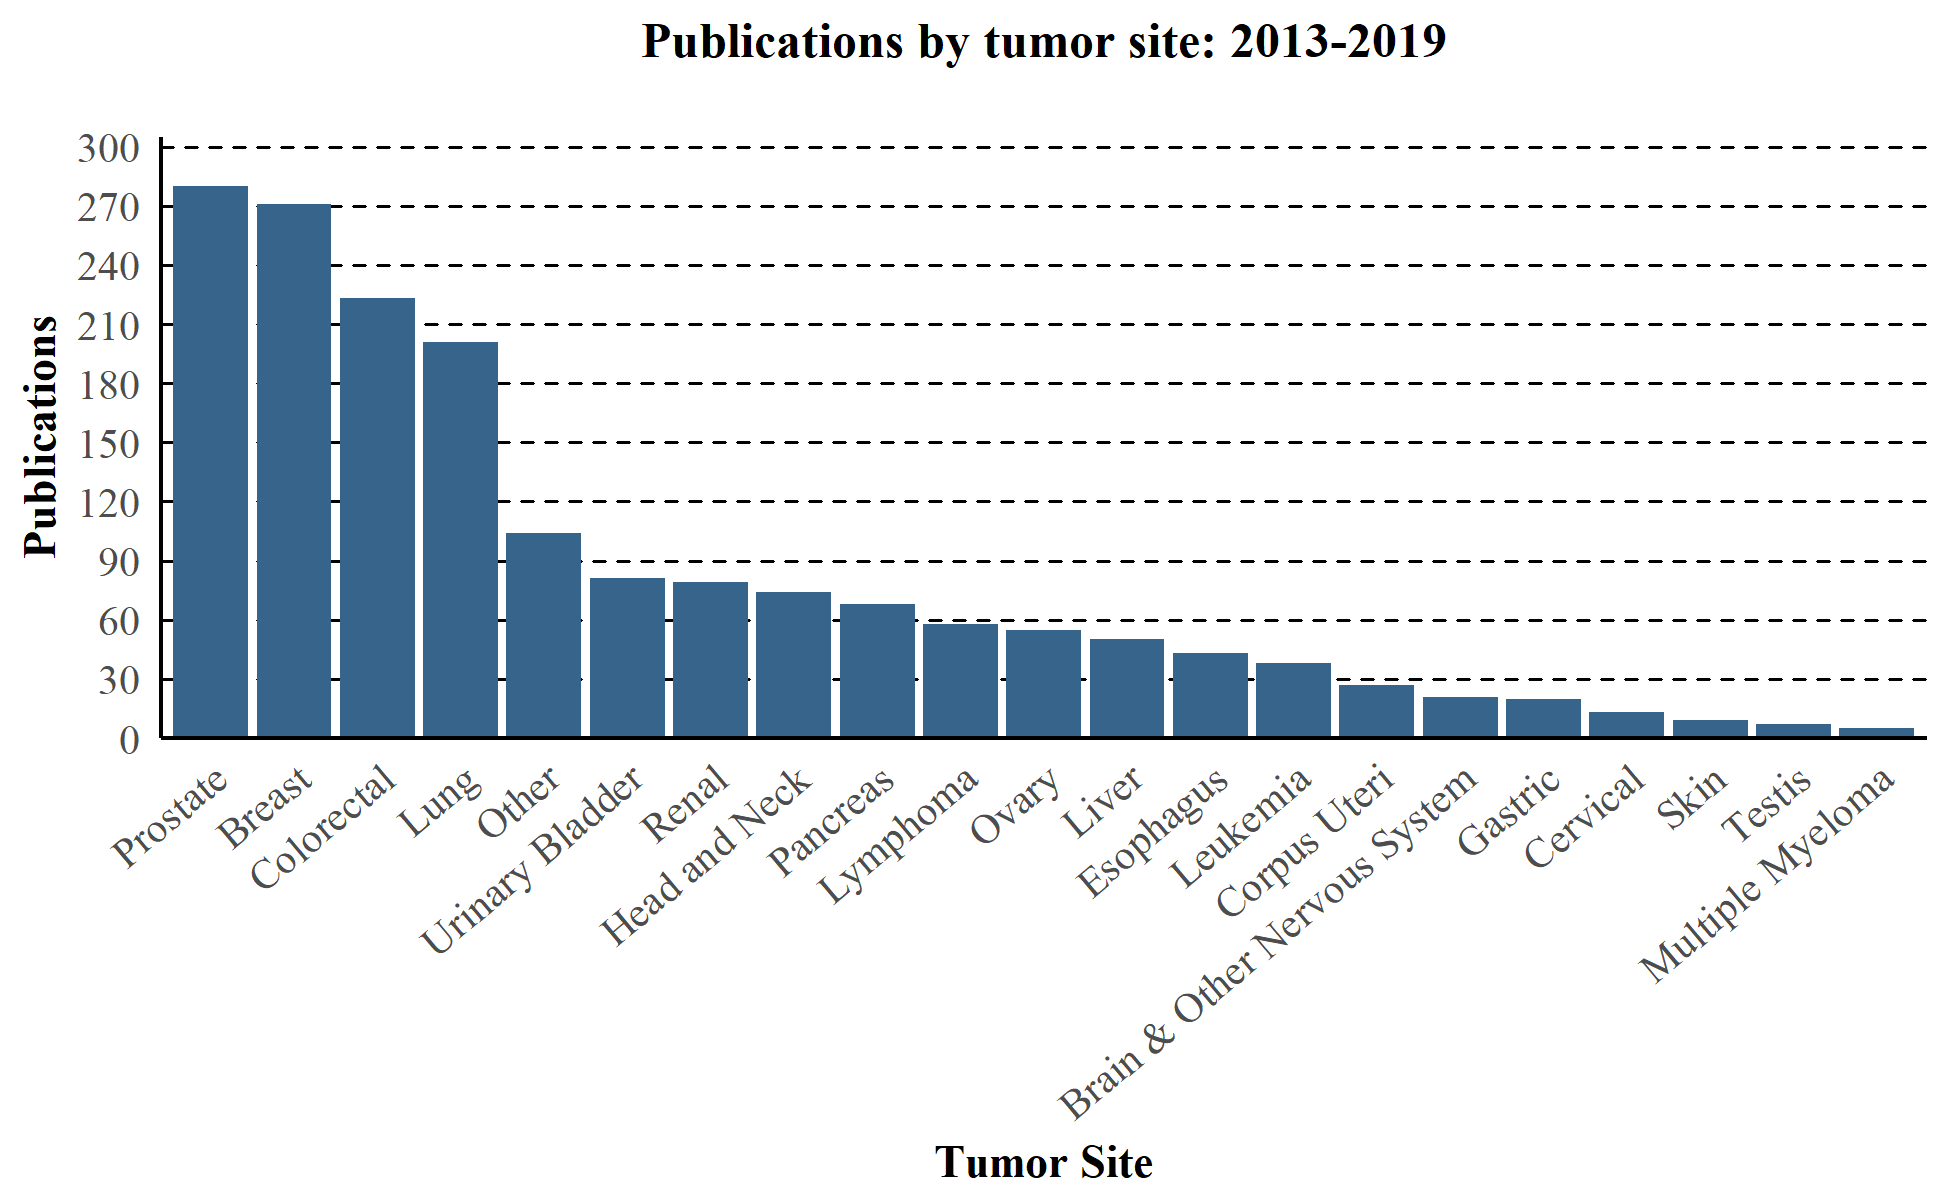 Publications by tumor site: 2013-2019
Publications
300
270
240
210
180
150
120
90
60
30
0
Prostate
Breast
Colorectal
Lung
Other
Urinary Bladder
Renal
Head and Neck
Pancreas
Lymphoma
Ovary
Liver
Esophagus
Leukemia
Corpus Uteri
Brain & Other Nervous System
Gastric
Cervical
Skin
Testis
Multiple Myeloma
Tumor Site